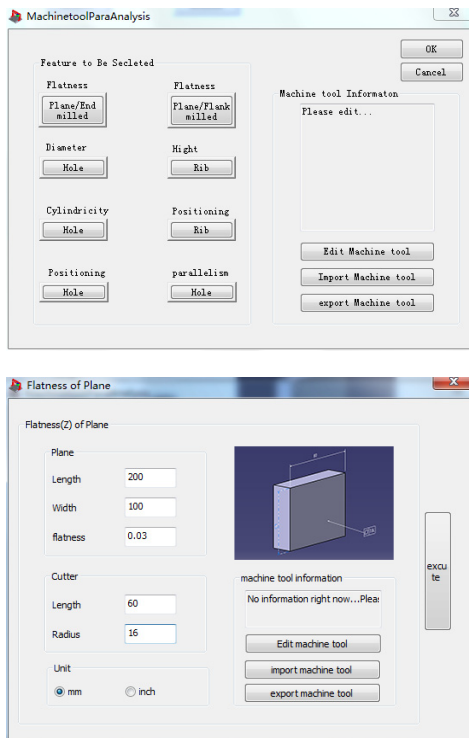 MachinetoolParaAnalysis
OK
Cancel
Feature to Be Secleted
Flatness
Flatness
Plane/End
milled
Plane/Flank
milled
Diameter
Hight
Hole
Rib
Cylindricity
Positioning
Hole
Rib
Positioning
parallelism
Hole
Hole
Machine tool Informaton
Please edit...
Edit Machine tool
Import Machine tool
export Machine tool
Flatness of Plane
Flatness(Z) of Plane
Plane
Length
200
Width
100
flatness
0.03
Cutter
Length
60
Radius
16
Unit
mm
inch
machine tool information
No information right now...Pleas
Edit machine tool
import machine tool
export machine tool
excu
te